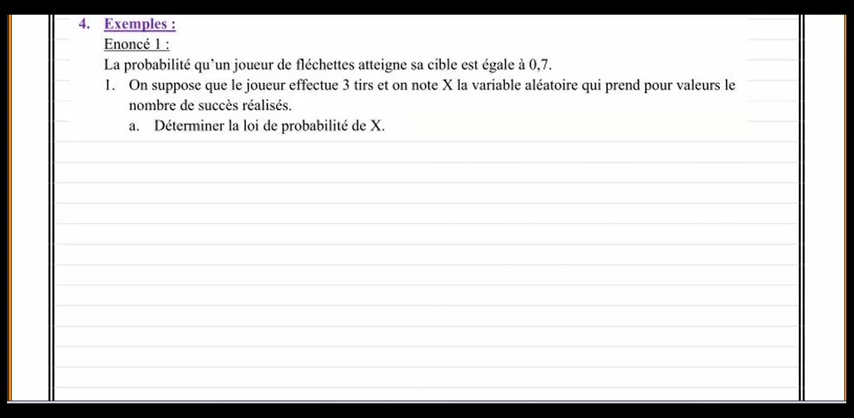 4. Exemples :
Enoncé 1 :
La probabilité qu'un joueur de fléchettes atteigne sa cible est égale à 0,7.
1. On suppose que le joueur effectue 3 tirs et on note X la variable aléatoire qui prend pour valeurs le
nombre de succès réalisés.
a. Déterminer la loi de probabilité de X.